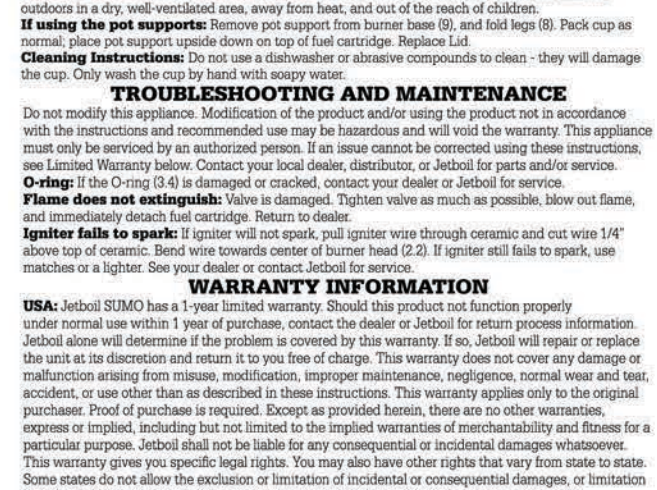 outdoors in a dry, well-ventilated area, away from heat, and out of the reach of children.
If using the pot supports: Remove pot support from burner base (9), and fold legs (8). Pack cup as
normal; place pot support upside down on top of fuel cartridge. Replace Lid.
Cleaning Instructions: Do not use a dishwasher or abrasive compounds to clean - they will damage
the cup. Only wash the cup by hand with soapy water.
TROUBLESHOOTING AND MAINTENANCE
Do not modify this appliance. Modification of the product and/or using the product not in accordance
with the instructions and recommended use may be hazardous and will void the warranty. This appliance
must only be serviced by an authorized person. If an issue cannot be corrected using these instructions,
see Limited Warranty below. Contact your local dealer, distributor, or Jetboil for parts and/or service.
O-ring: If the O-ring (3.4) is damaged or cracked, contact your dealer or Jetboil for service.
Flame does not extinguish: Valve is damaged. Tighten valve as much as possible, blow out flame,
and immediately detach fuel cartridge. Return to dealer.
Igniter fails to spark: If igniter will not spark, pull igniter wire through ceramic and cut wire 1/4"
above top of ceramic. Bend wire towards center of burner head (2.2). If igniter still fails to spark, use
matches or a lighter. See your dealer or contact Jetboil for service.
WARRANTY INFORMATION
USA: Jetboil SUMO has a 1-year limited warranty. Should this product not function properly
under normal use within 1 year of purchase, contact the dealer or Jetboil for return process information.
Jetboil alone will determine if the problem is covered by this warranty. If so, Jetboil will repair or replace
the unit at its discretion and return it to you free of charge. This warranty does not cover any damage or
malfunction arising from misuse, modification, improper maintenance, negligence, normal wear and tear,
accident, or use other than as described in these instructions. This warranty applies only to the original
purchaser. Proof of purchase is required. Except as provided herein, there are no other warranties,
express or implied, including but not limited to the implied warranties of merchantability and fitness for a
particular purpose. Jetboil shall not be liable for any consequential or incidental damages whatsoever.
This warranty gives you specific legal rights. You may also have other rights that vary from state to state.
Some states do not allow the exclusion or limitation of incidental or consequential damages, or limitation